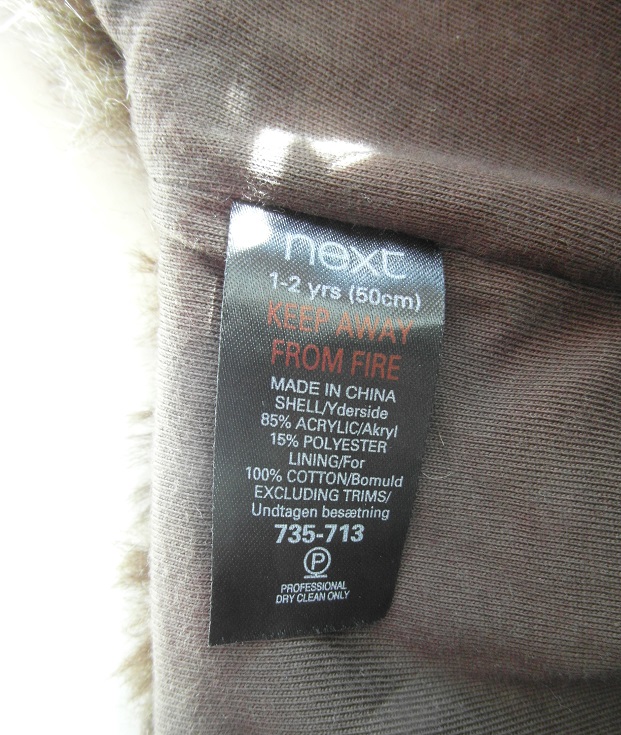 next
1-2 yrs (50cm)
KEEP AWAY
FROM FIRE
MADE IN CHINA
SHELL/Yderside
85% ACRYLIC/Akryl
15% POLYESTER
LINING/For
100% COTTON/Bomuld
EXCLUDING TRIMS/
Undtagen besætning
735-713
P
PROFESSIONAL
DRY CLEAN ONLY